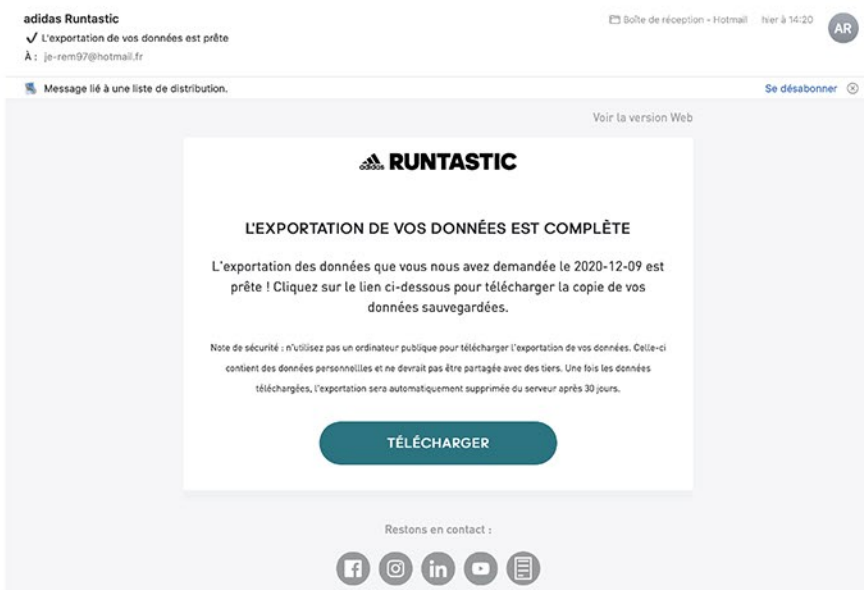 adidas Runtastic
Boîte de réception - Hotmail hier à 14:20
AR
✓ L'exportation de vos données est prête
À : je-rem97@hotmail.fr
Message lié à une liste de distribution.
Se désabonner
Voir la version Web
adidas RUNTASTIC
L'EXPORTATION DE VOS DONNÉES EST COMPLÈTE
L'exportation des données que vous nous avez demandée le 2020-12-09 est
prête ! Cliquez sur le lien ci-dessous pour télécharger la copie de vos
données sauvegardées.
Note de sécurité : n'utilisez pas un ordinateur publique pour télécharger l'exportation de vos données. Celle-ci
contient des données personnellles et ne devrait pas être partagée avec des tiers. Une fois les données
téléchargées, l'exportation sera automatiquement supprimée du serveur après 30 jours.
TÉLÉCHARGER
Restons en contact :